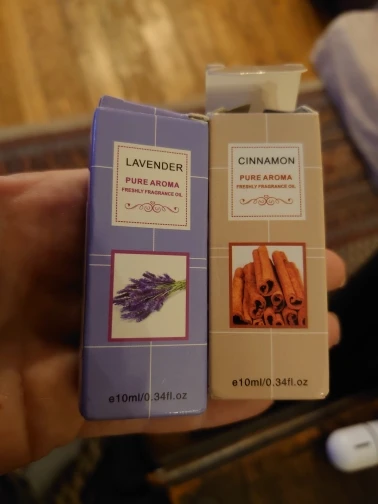 LAVENDER
PURE AROMA
FRESHLY FRAGRANCE OIL
e10ml/0.34fl.oz
CINNAMON
PURE AROMA
FRESHLY FRAGRANCE OIL
e10ml/0.34fl.oz